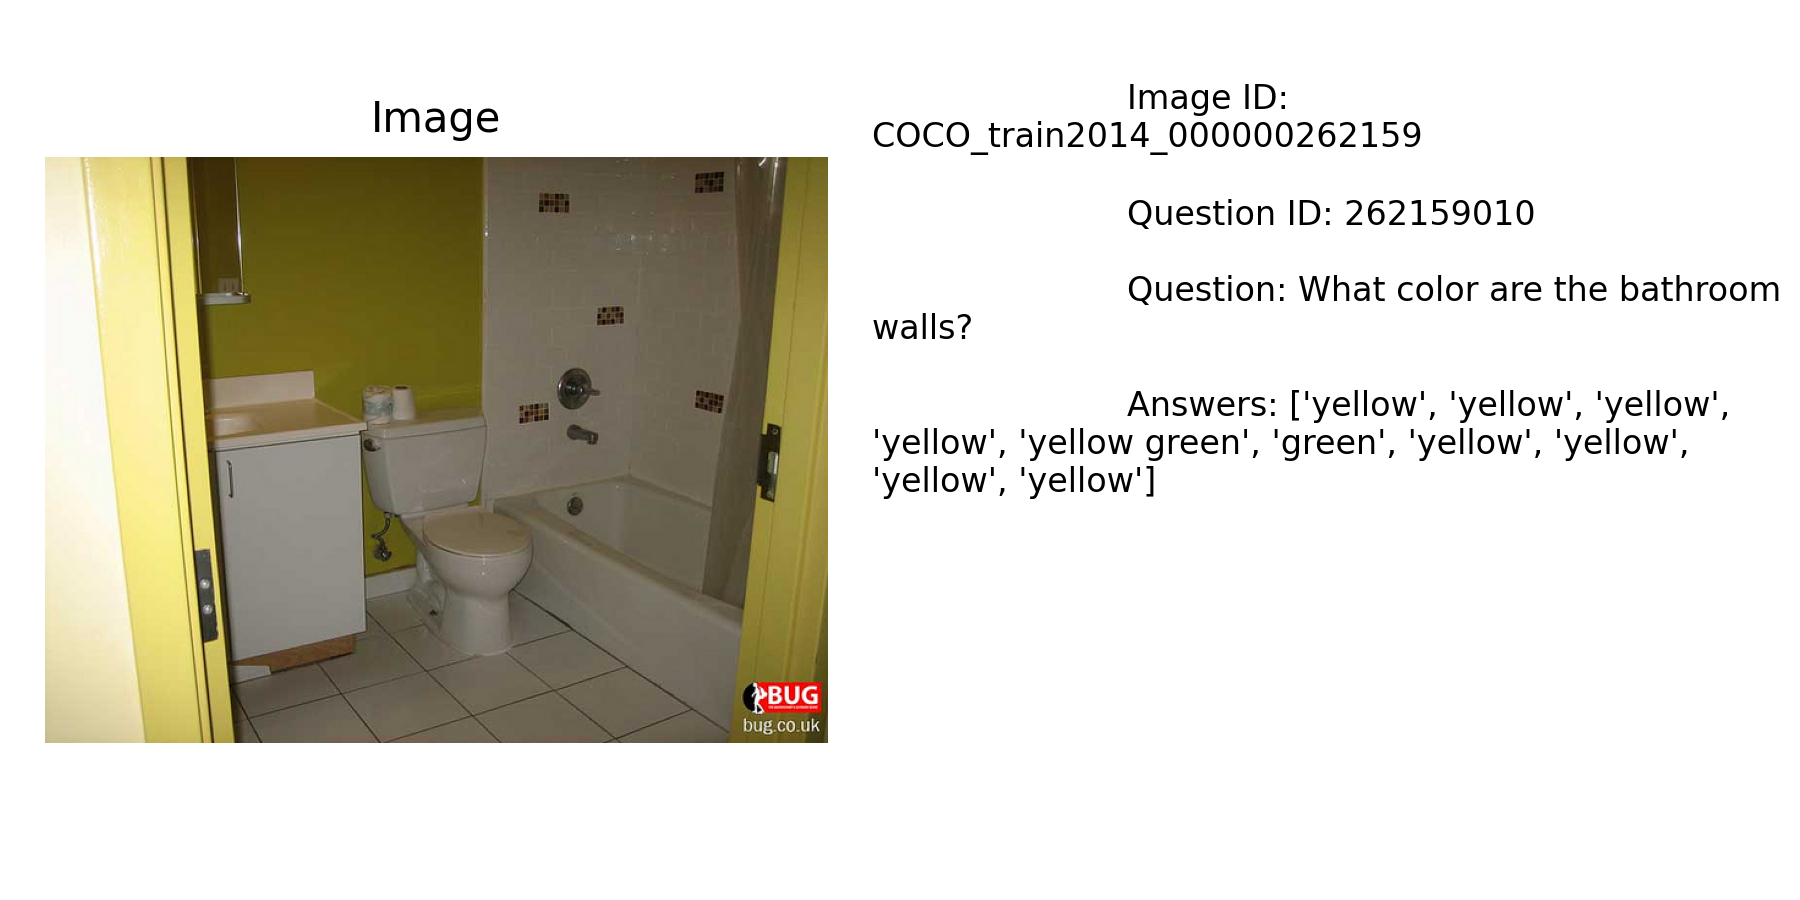 Image
Image ID:
COCO_train2014_000000262159
Question ID: 262159010
Question: What color are the bathroom
walls?
Answers: ['yellow', 'yellow', 'yellow',
'yellow', 'yellow green', 'green', 'yellow', 'yellow',
'yellow', 'yellow']
BUG
bug.co.uk